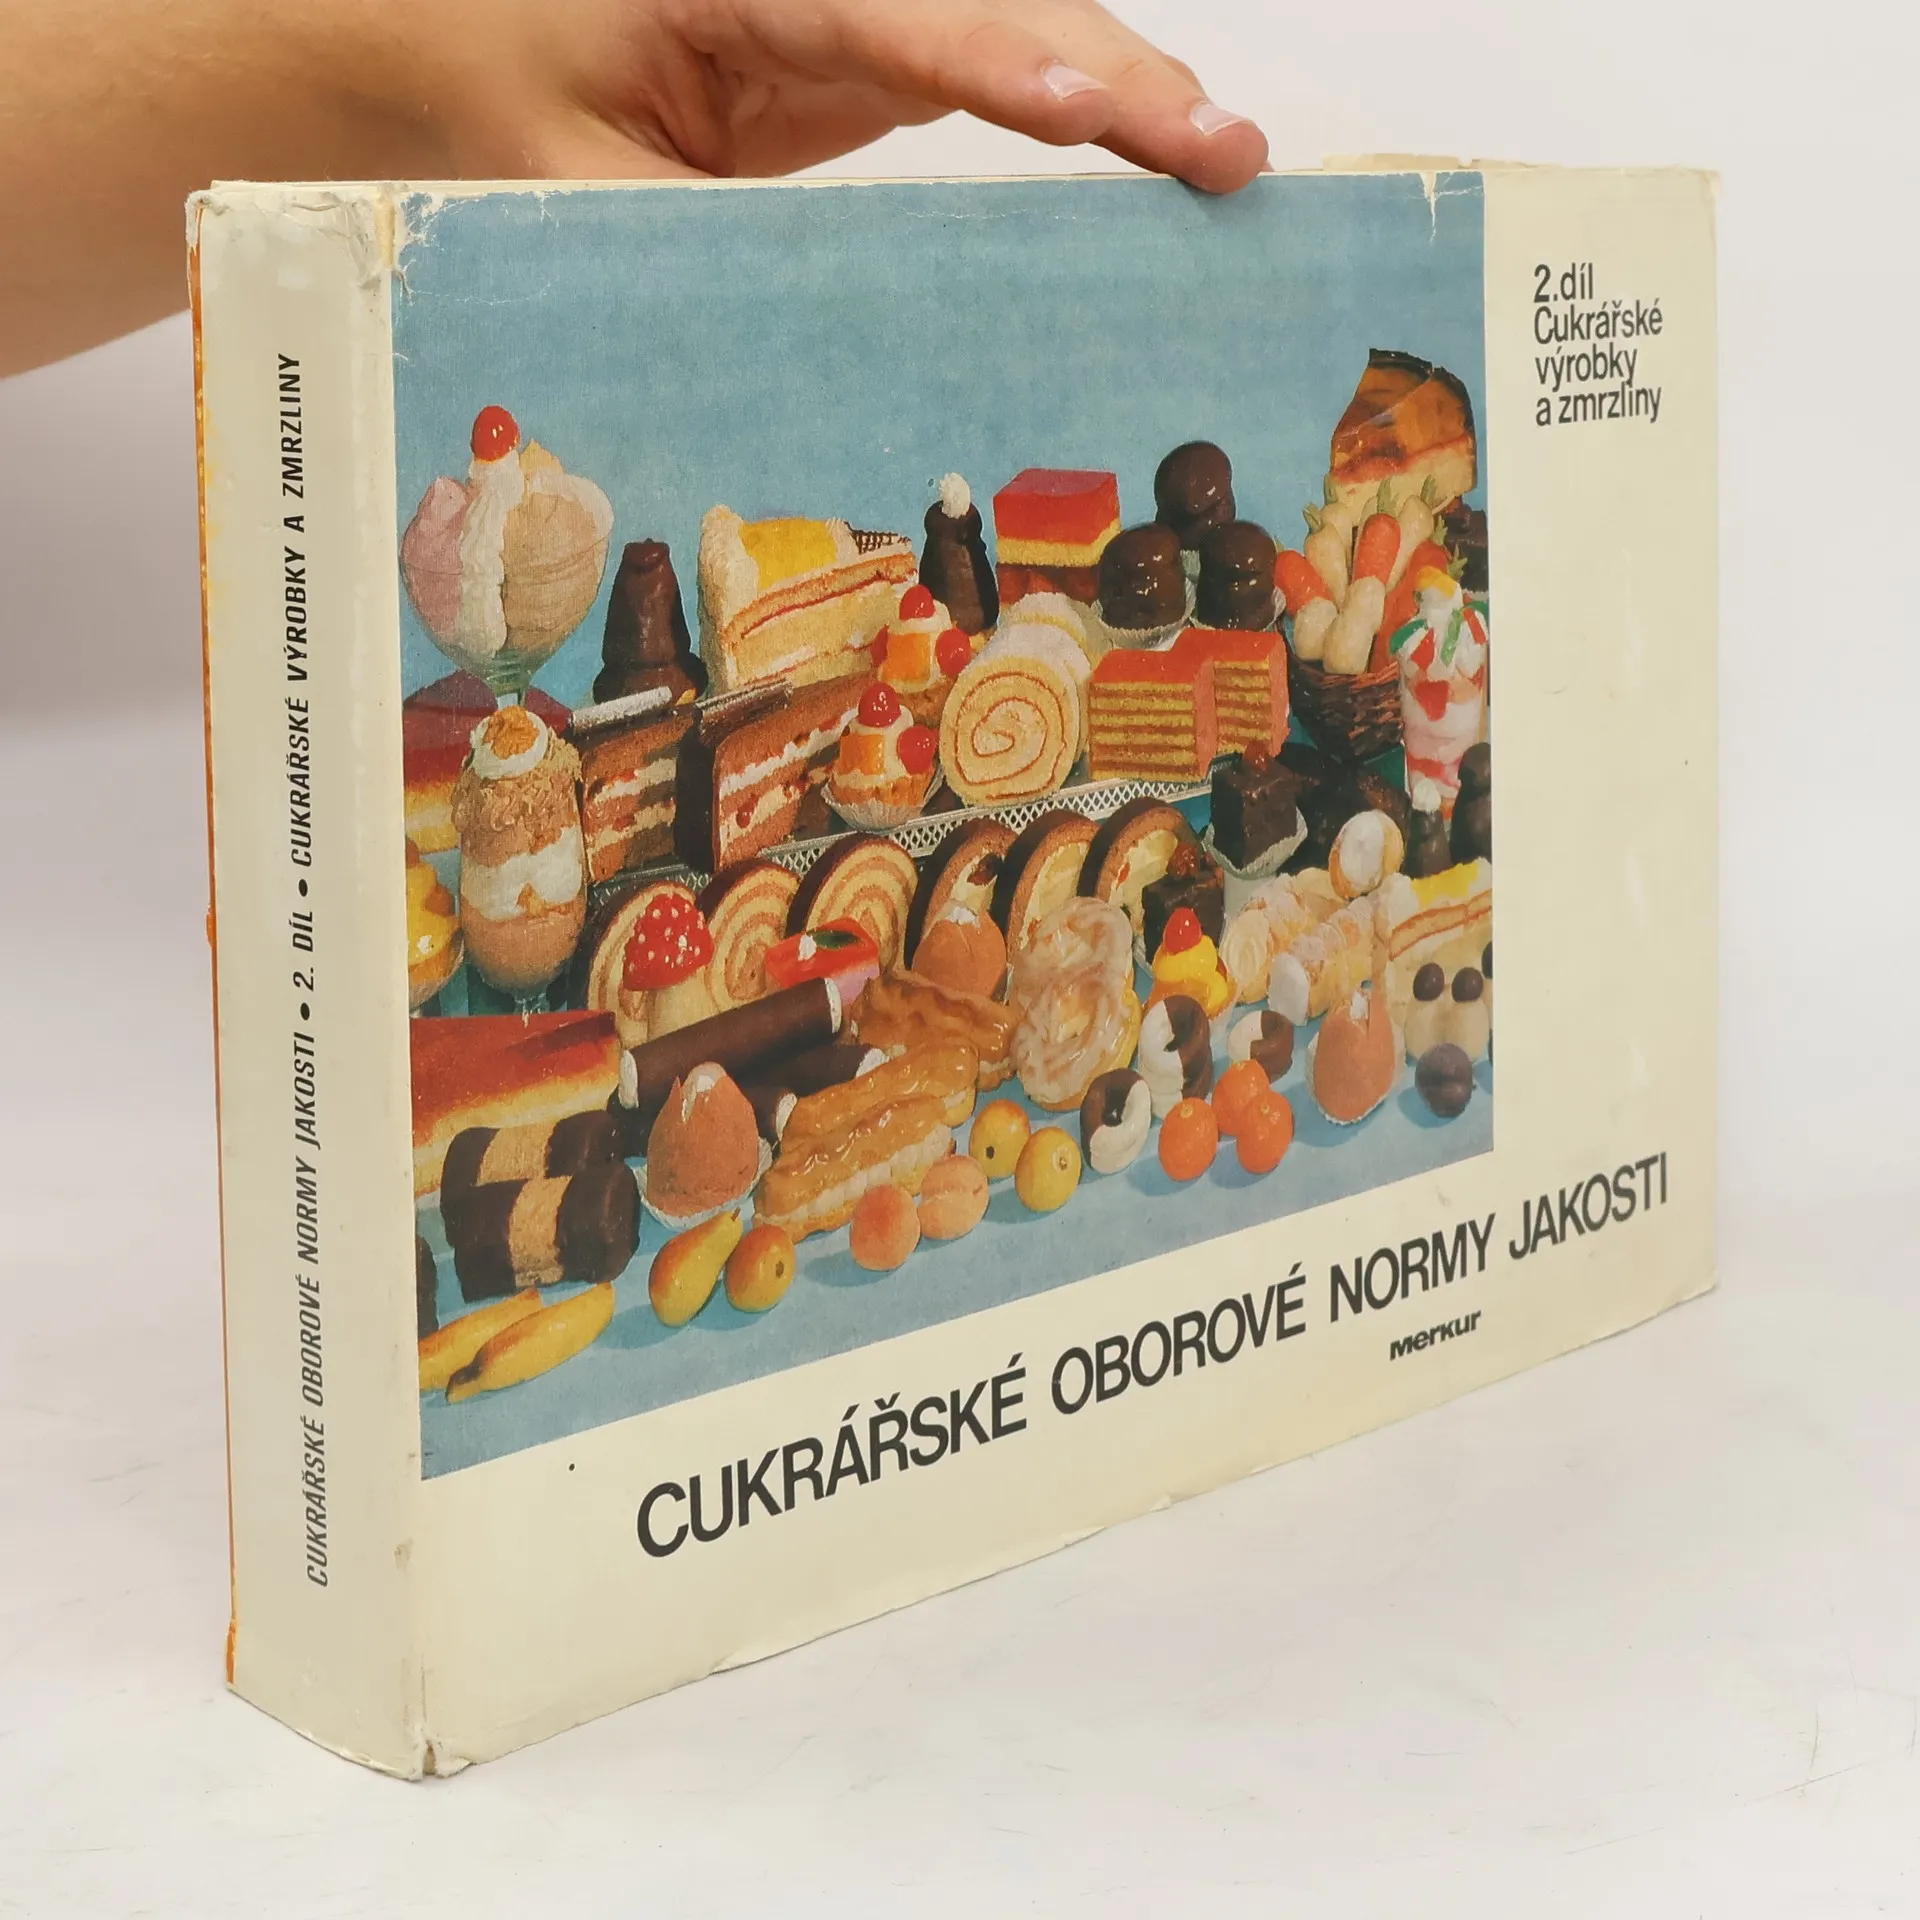 CUKRÁŘSKÉ OBOROVÉ NORMY JAKOSTI • 2. DÍL • CUKRÁŘSKÉ VÝROBKY A ZMRZLINY
2.díl
Cukrářské
výrobky
a zmrzliny
CUKRÁŘSKÉ OBOROVÉ NORMY JAKOSTI
merkur